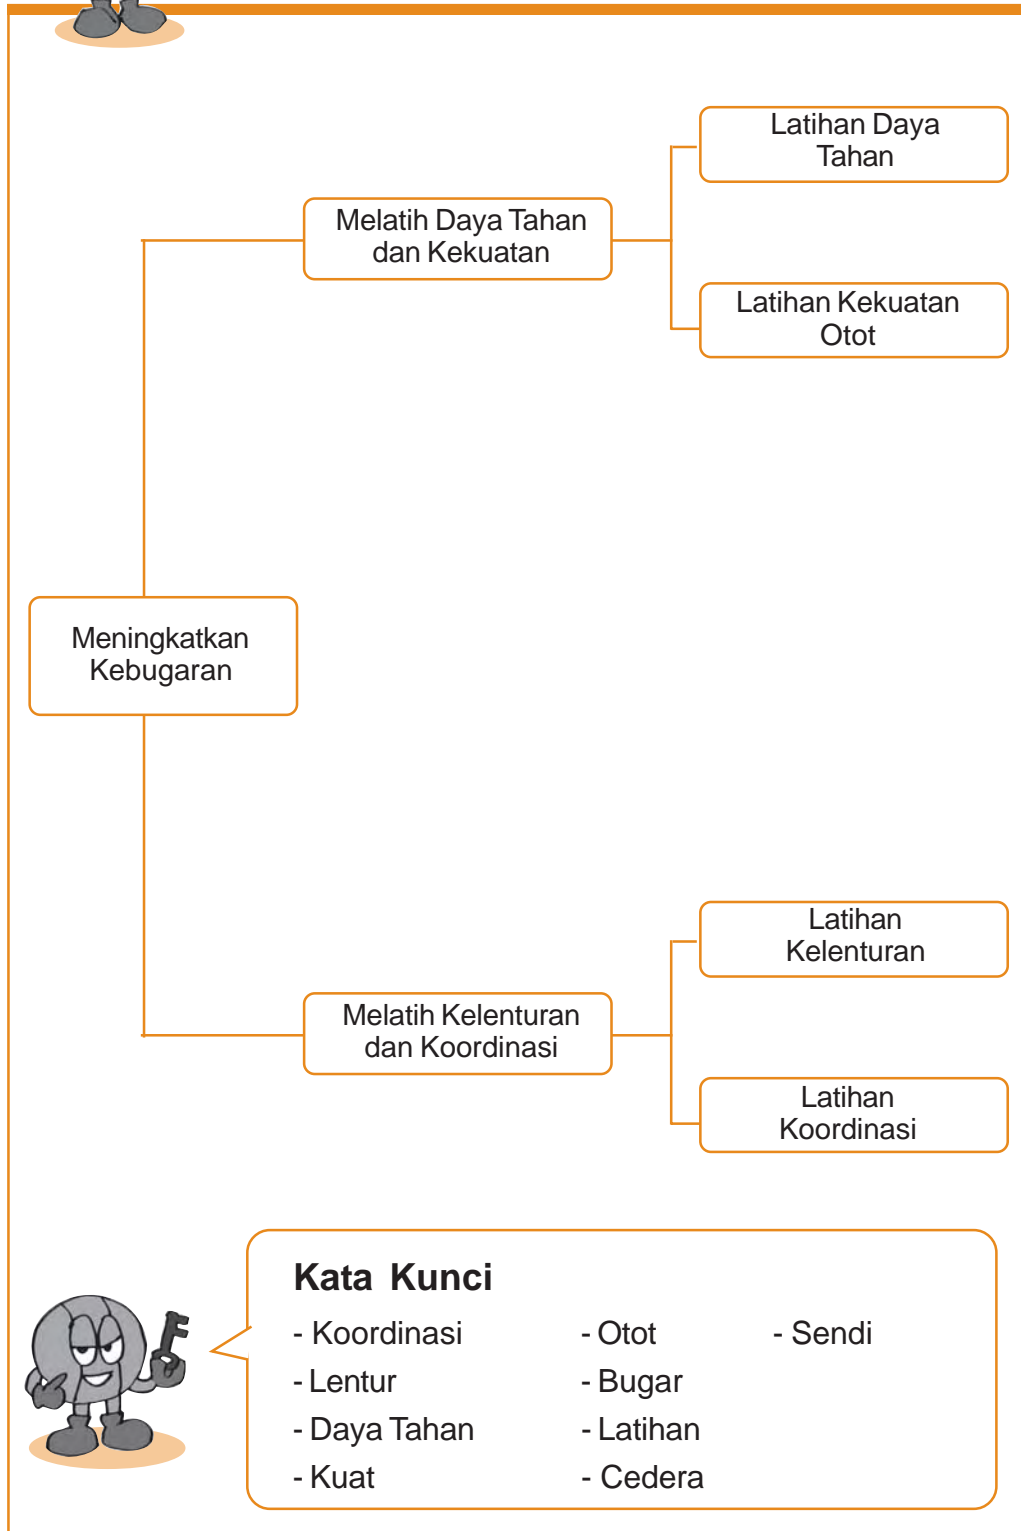 Latihan Daya
Tahan
Melatih Daya Tahan
dan Kekuatan
Latihan Kekuatan
Otot
Meningkatkan
Kebugaran
Latihan
Kelenturan
Melatih Kelenturan
dan Koordinasi
Latihan
Koordinasi
Kata Kunci
- Koordinasi - Otot - Sendi
- Lentur - Bugar
- Daya Tahan - Latihan
- Kuat - Cedera